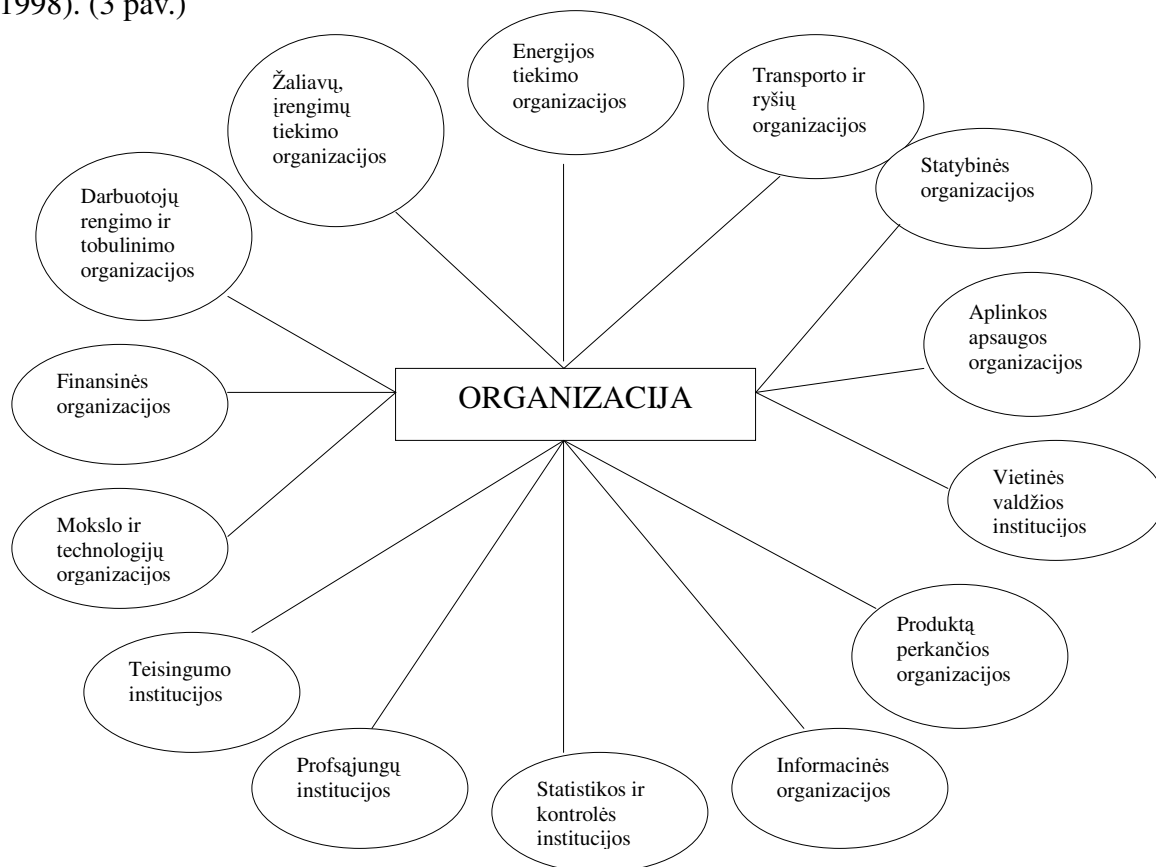 1998). (3 pav.)
Energijos
tiekimo
organizacijos
Žaliavų,
įrengimų
tiekimo
organizacijos
Transporto ir
ryšių
organizacijos
Statybinės
organizacijos
Darbuotojų
rengimo ir
tobulinimo
organizacijos
Aplinkos
apsaugos
organizacijos
Finansinės
organizacijos
ORGANIZACIJA
Vietinės
valdžios
institucijos
Mokslo ir
technologijų
organizacijos
Produktą
perkančios
organizacijos
Teisingumo
institucijos
Profsąjungų
institucijos
Statistikos ir
kontrolės
institucijos
Informacinės
organizacijos